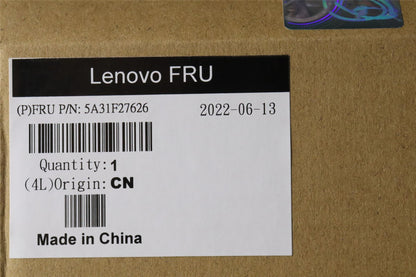 Lenovo FRU
(P)FRU P/N: 5A31F27626 2022-06-13
Quantity:1
(4L)Origin: CN
Made in China